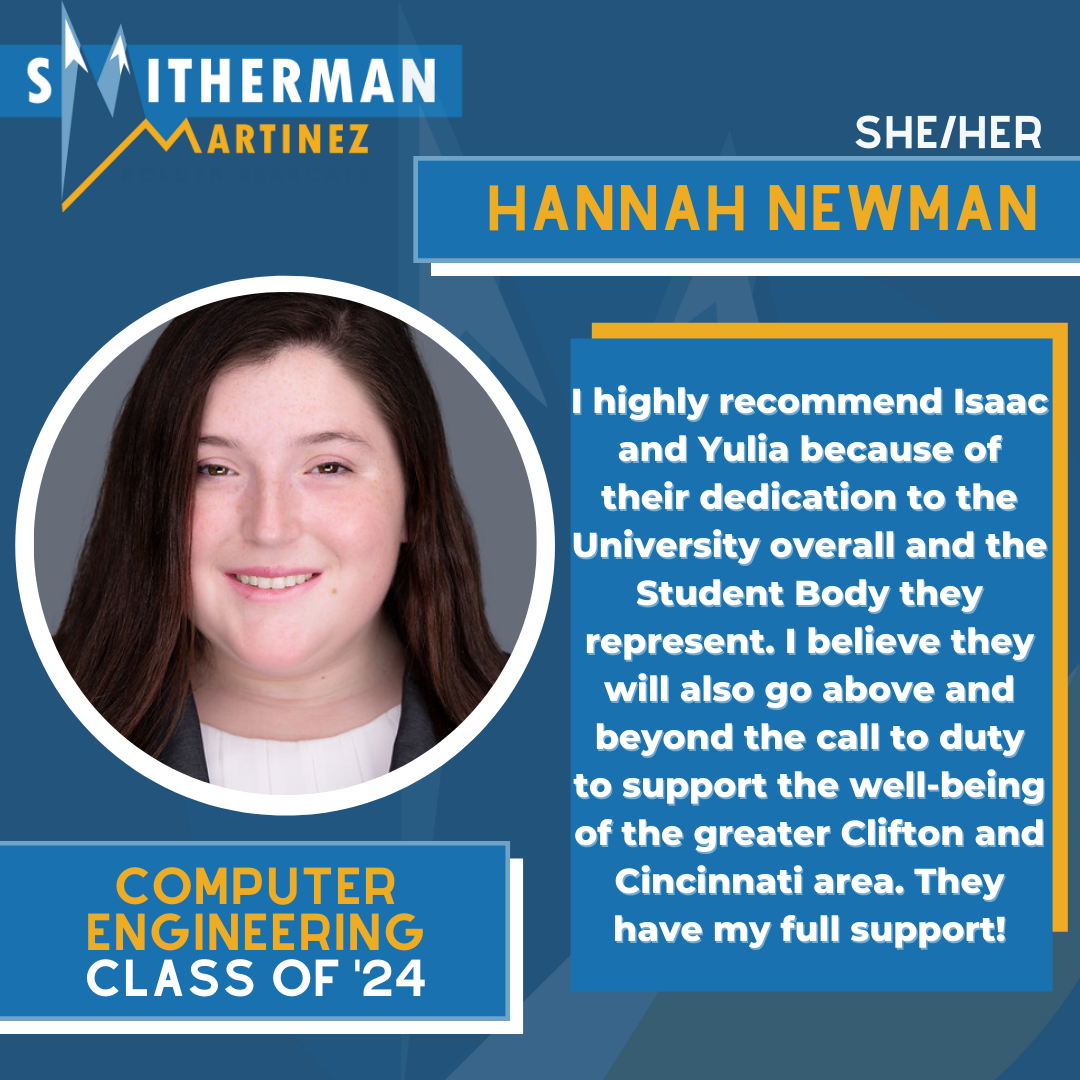 SMITHERMAN
MARTINEZ
SHE/HER
HANNAH NEWMAN
I highly recommend Isaac
and Yulia because of
their dedication to the
University overall and the
Student Body they
represent. I believe they
will also go above and
beyond the call to duty
to support the well-being
of the greater Clifton and
Cincinnati area. They
have my full support!
COMPUTER
ENGINEERING
CLASS OF '24